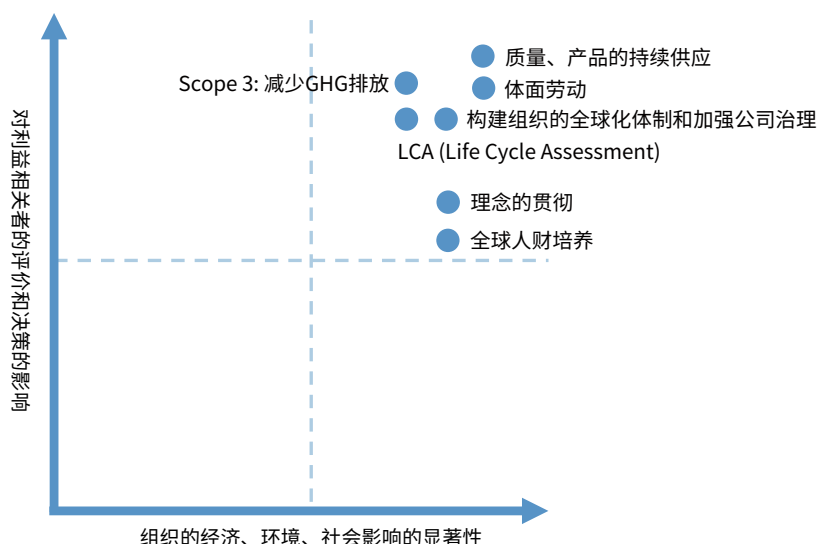 质量、产品的持续供应
Scope 3: 减少GHG排放
体面劳动
构建组织的全球化体制和加强公司治理
LCA (Life Cycle Assessment)
理念的贯彻
全球人财培养
对利益相关者的评价和决策的影响
组织的经济、环境、社会影响的显著性